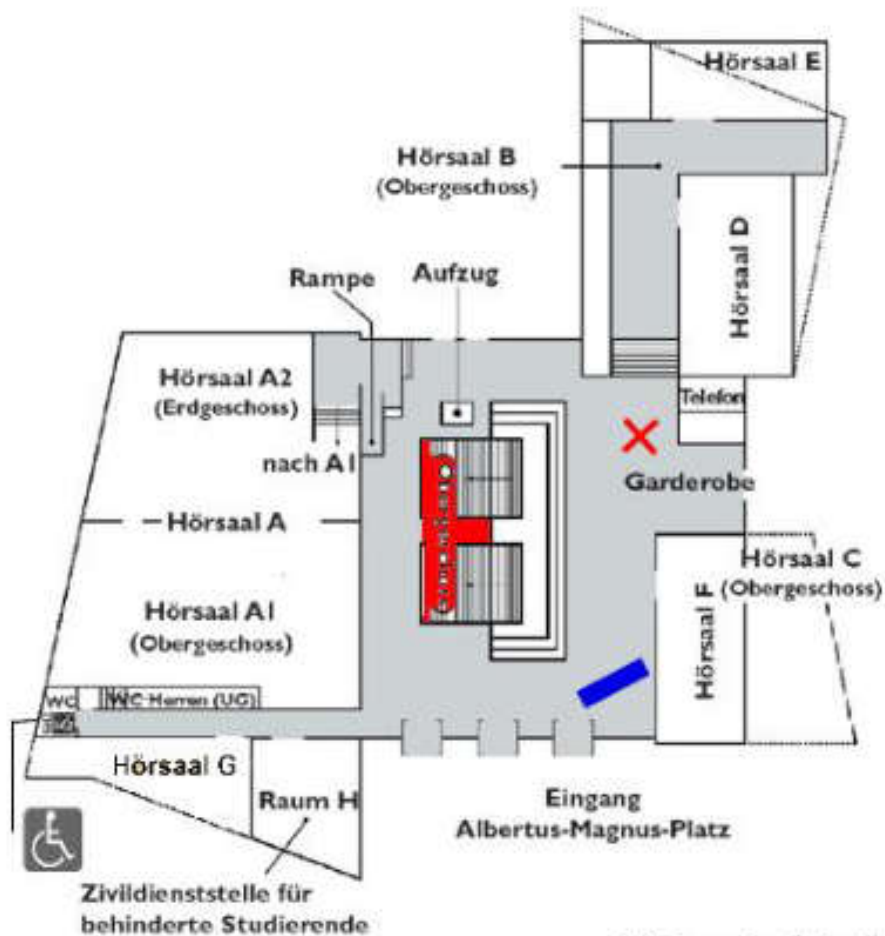 Hörsaal E
Hörsaal B
(Obergeschoss)
Hörsaal D
Rampe
Aufzug
Hörsaal A2
(Erdgeschoss)
Telefon
nach A1
Garderobe
Hörsaal A
Hörsaal C
(Obergeschoss)
Hörsaal F
Hörsaal A1
(Obergeschoss)
WC
WC Herren (UG)
Hörsaal G
Raum H
Eingang
Albertus-Magnus-Platz
Zivildienststelle für
behinderte Studierende